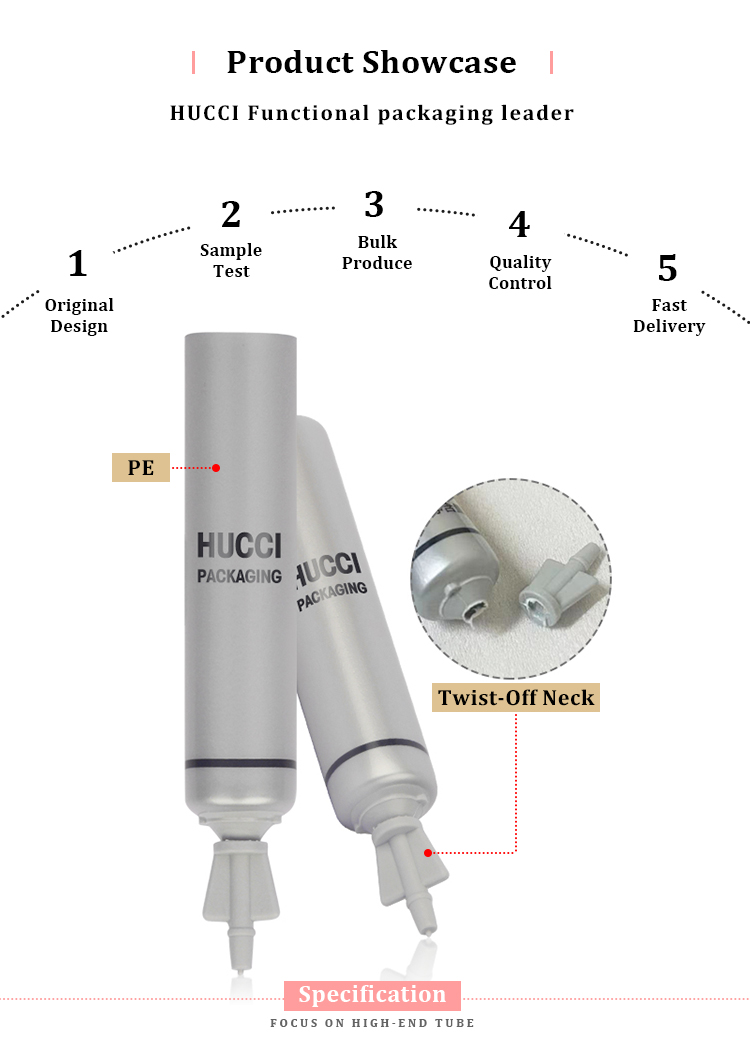 Product Showcase
HUCCI Functional packaging leader
1
Original
Design
2
Sample
Test
3
Bulk
Produce
4
Quality
Control
5
Fast
Delivery
PE
HUCCI
PACKAGING
HUCCI
PACKAGING
Twist-Off Neck
Specification
FOCUS ON HIGH-END TUBE